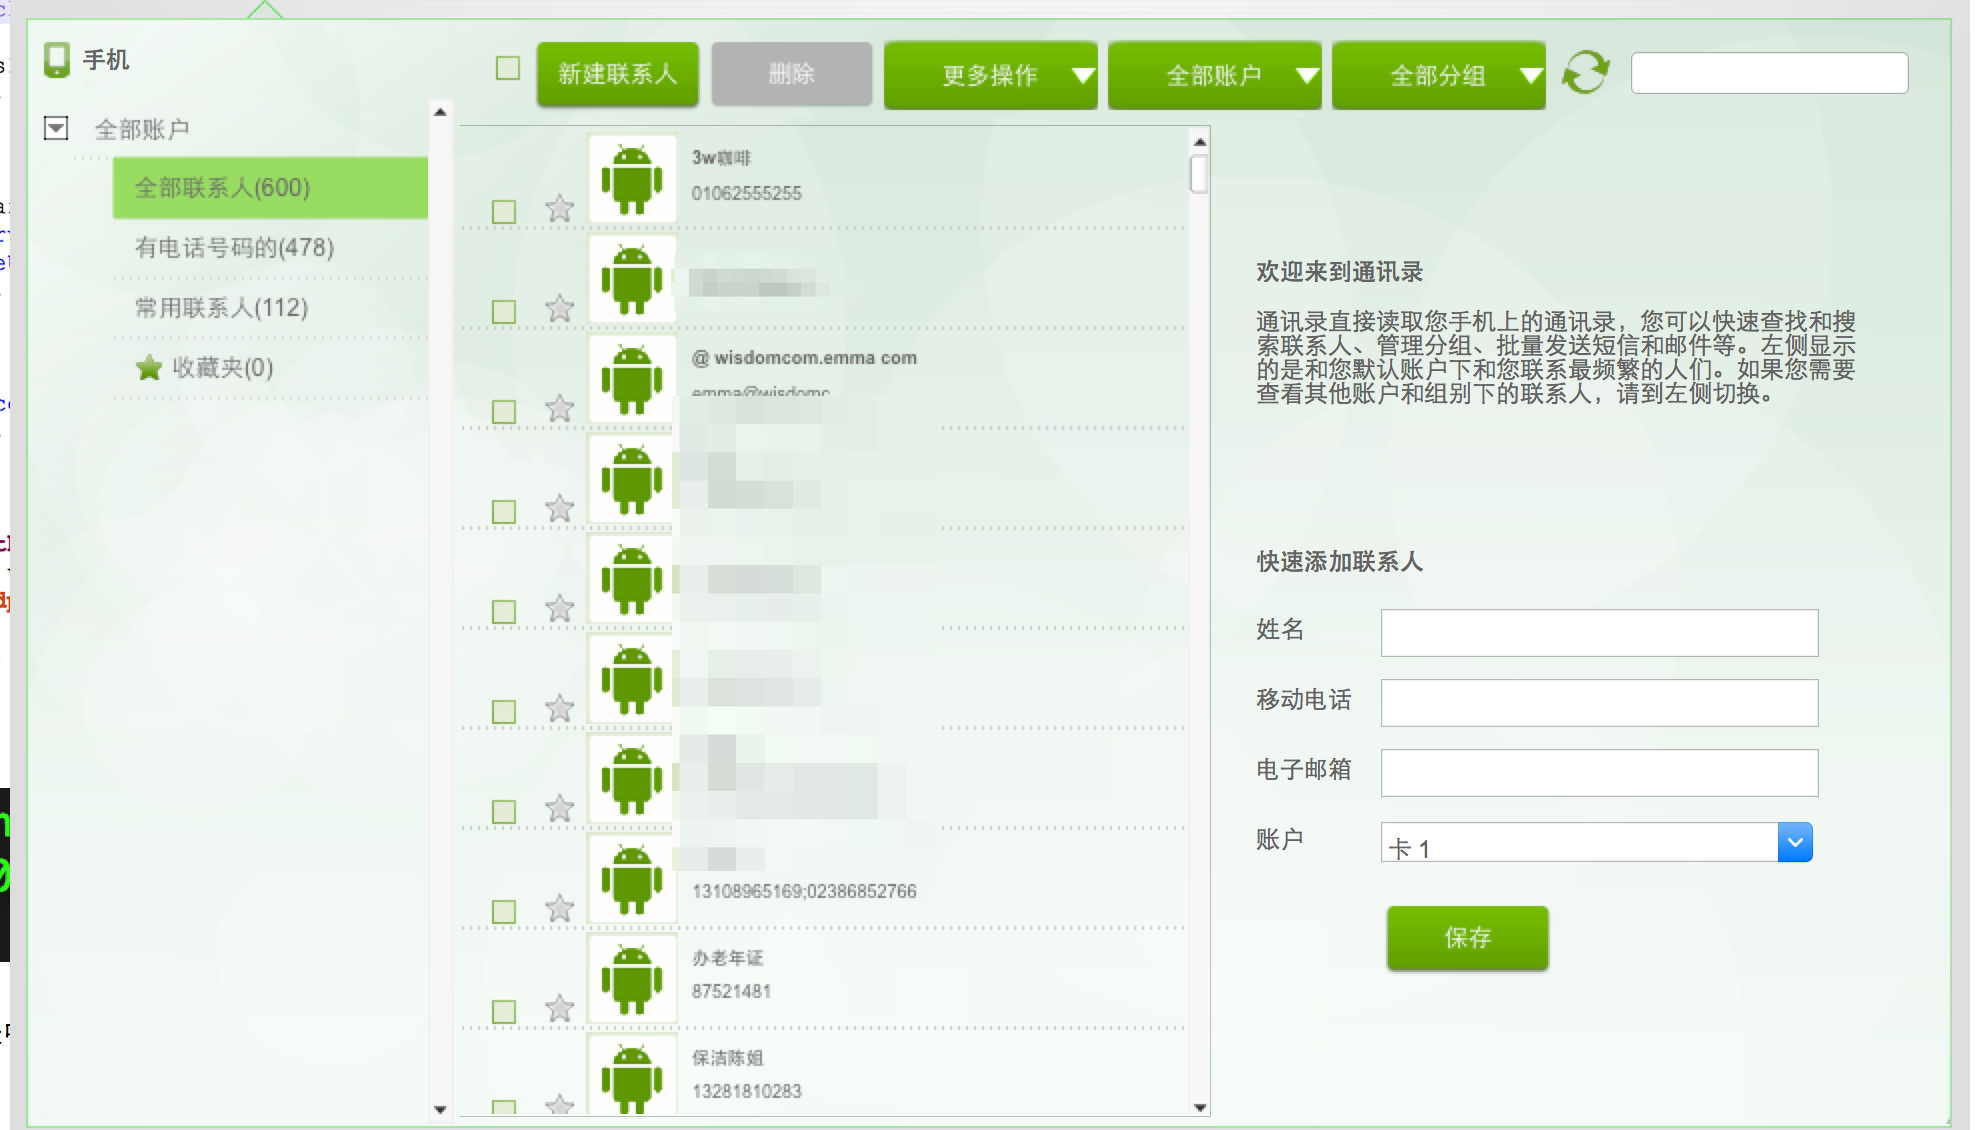 手机
新建联系人
删除
更多操作
全部账户
全部分组
全部账户
全部联系人(600)
有电话号码的(478)
常用联系人(112)
收藏夹(0)
3w咖啡
01062555255
@ wisdomcom.emma com
emma@wisdomc
13108965169;02386852766
办老年证
87521481
保洁陈姐
13281810283
欢迎来到通讯录
通讯录直接读取您手机上的通讯录，您可以快速查找和搜
索联系人、管理分组、批量发送短信和邮件等。左侧显示
的是和您默认账户下和您联系最频繁的人们。如果您需要
查看其他账户和组别下的联系人，请到左侧切换。
快速添加联系人
姓名
移动电话
电子邮箱
账户
卡 1
保存